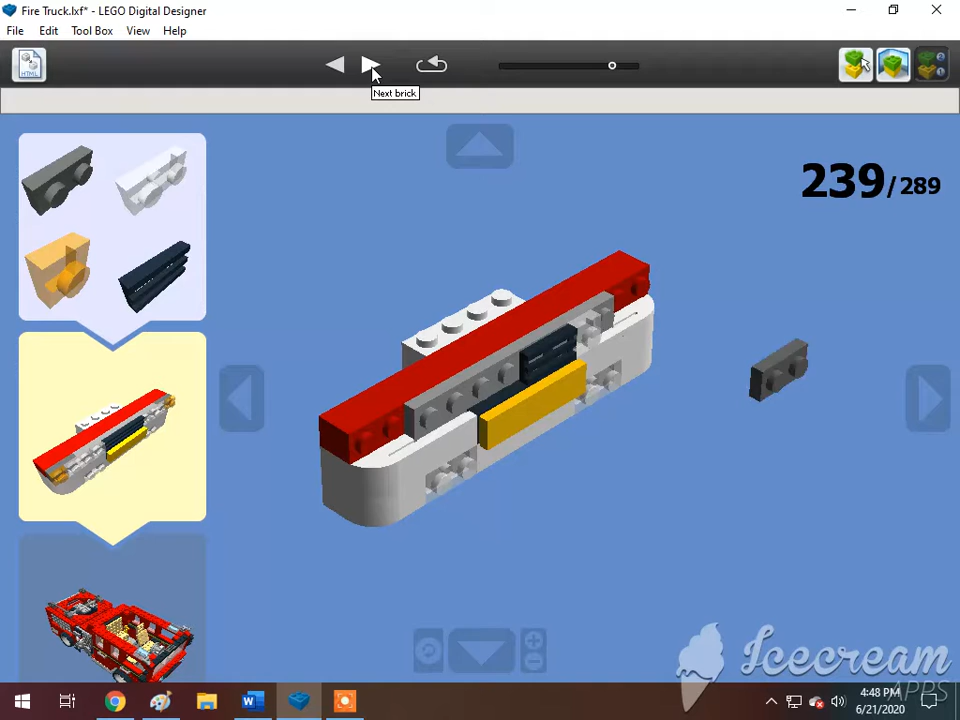 Fire Truck.lxf* - LEGO Digital Designer
File Edit Tool Box View Help
HTML
Next brick
239/289
Icecream
APPS
4:48 PM
6/21/2020